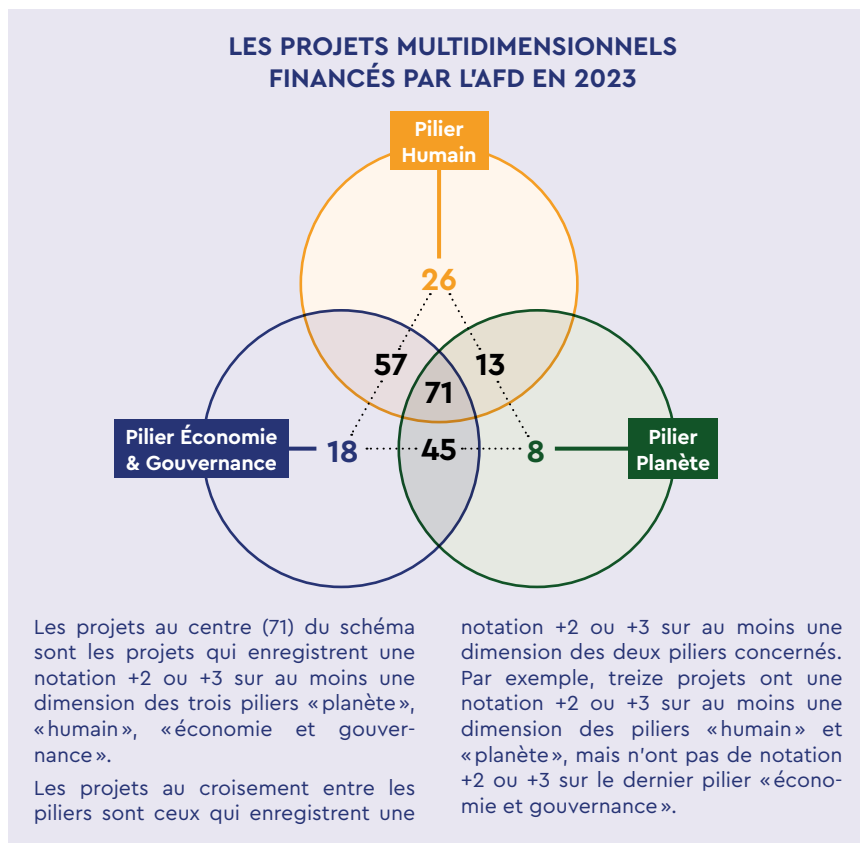 LES PROJETS MULTIDIMENSIONNELS
FINANCÉS PAR L'AFD EN 2023
Pilier
Humain
26
57
13
71
Pilier Économie
& Gouvernance
18
45
8
Pilier
Planète
Les projets au centre (71) du schéma
sont les projets qui enregistrent une
notation +2 ou +3 sur au moins une
dimension des trois piliers «planète»,
«humain», «économie et gouver-
nance».
Les projets au croisement entre les
piliers sont ceux qui enregistrent une
notation +2 ou +3 sur au moins une
dimension des deux piliers concernés.
Par exemple, treize projets ont une
notation +2 ou +3 sur au moins une
dimension des piliers «humain» et
«planète», mais n'ont pas de notation
+2 ou +3 sur le dernier pilier «écono-
mie et gouvernance».